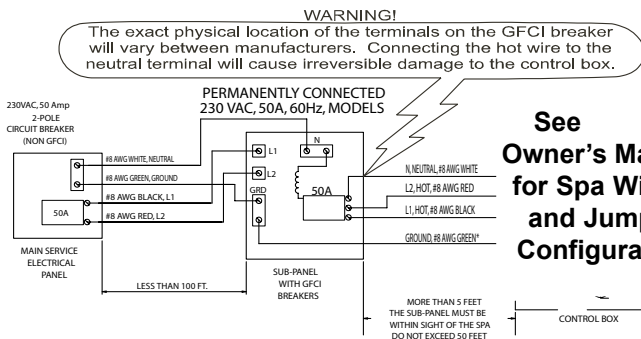 WARNING!
The exact physical location of the terminals on the GFCI breaker
will vary between manufacturers. Connecting the hot wire to the
neutral terminal will cause irreversible damage to the control box.
PERMANENTLY CONNECTED
230 VAC, 50A, 60Hz, MODELS
230VAC, 50 Amp
2-POLE
CIRCUIT BREAKER
(NON GFCI)
#8 AWG WHITE, NEUTRAL
#8 AWG GREEN, GROUND
#8 AWG BLACK, L1
#8 AWG RED, L2
50A
MAIN SERVICE
ELECTRICAL
PANEL
LESS THAN 100 FT.
L1
L2
GRD
N
50A
SUB-PANEL
WITH GFCI
BREAKERS
N, NEUTRAL, #8 AWG WHITE
L2, HOT, #8 AWG RED
L1, HOT, #8 AWG BLACK
GROUND, #8 AWG GREEN*
See
Owner's Ma
for Spa Wi
and Jump
Configura
MORE THAN 5 FEET
THE SUB-PANEL MUST BE
WITHIN SIGHT OF THE SPA
DO NOT EXCEED 50 FEET
CONTROL BOX